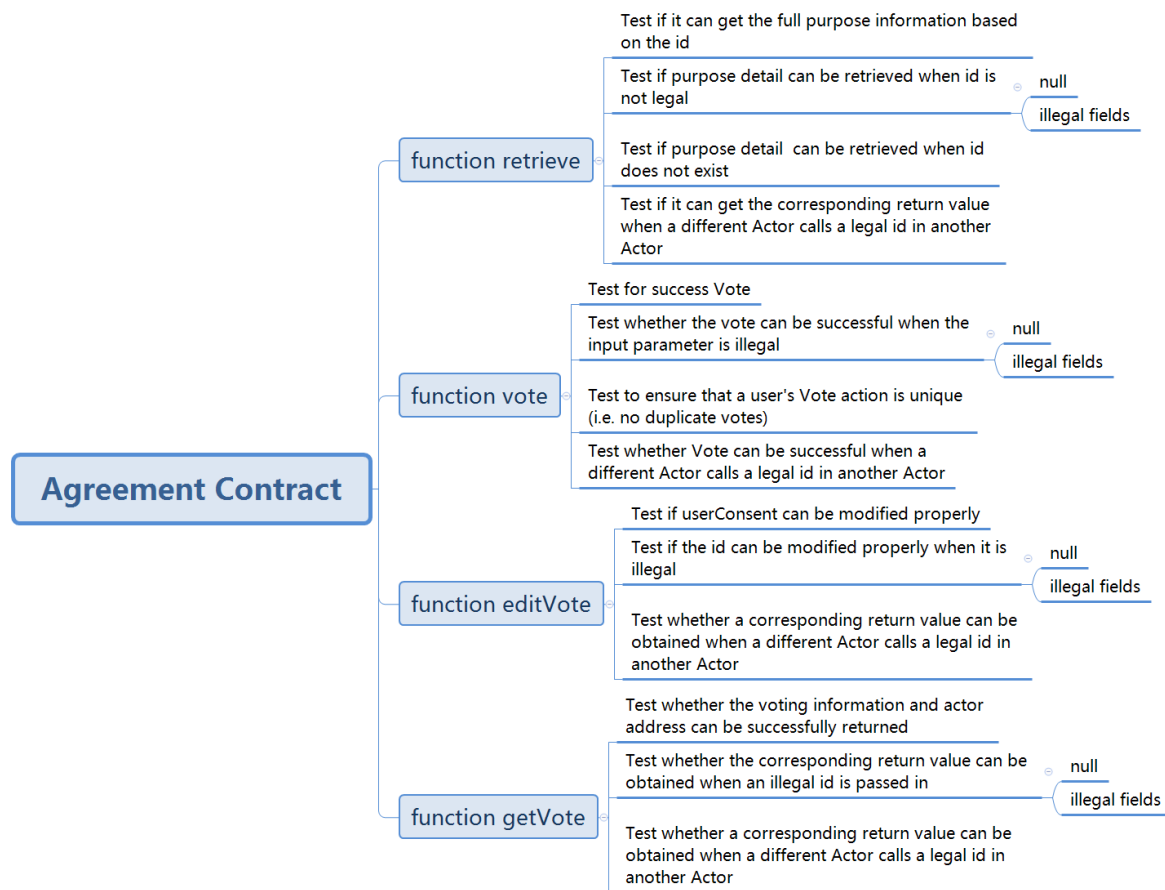 Agreement Contract
function retrieve
Test if it can get the full purpose information based
on the id
Test if purpose detail can be retrieved when id is
not legal
null
illegal fields
Test if purpose detail  can be retrieved when id
does not exist
Test if it can get the corresponding return value
when a different Actor calls a legal id in another
Actor
function vote
Test for success Vote
Test whether the vote can be successful when the
input parameter is illegal
null
illegal fields
Test to ensure that a user's Vote action is unique
(i.e. no duplicate votes)
Test whether Vote can be successful when a
different Actor calls a legal id in another Actor
function editVote
Test if userConsent can be modified properly
Test if the id can be modified properly when it is
illegal
null
illegal fields
Test whether a corresponding return value can be
obtained when a different Actor calls a legal id in
another Actor
function getVote
Test whether the voting information and actor
address can be successfully returned
Test whether the corresponding return value can be
obtained when an illegal id is passed in
null
illegal fields
Test whether a corresponding return value can be
obtained when a different Actor calls a legal id in
another Actor